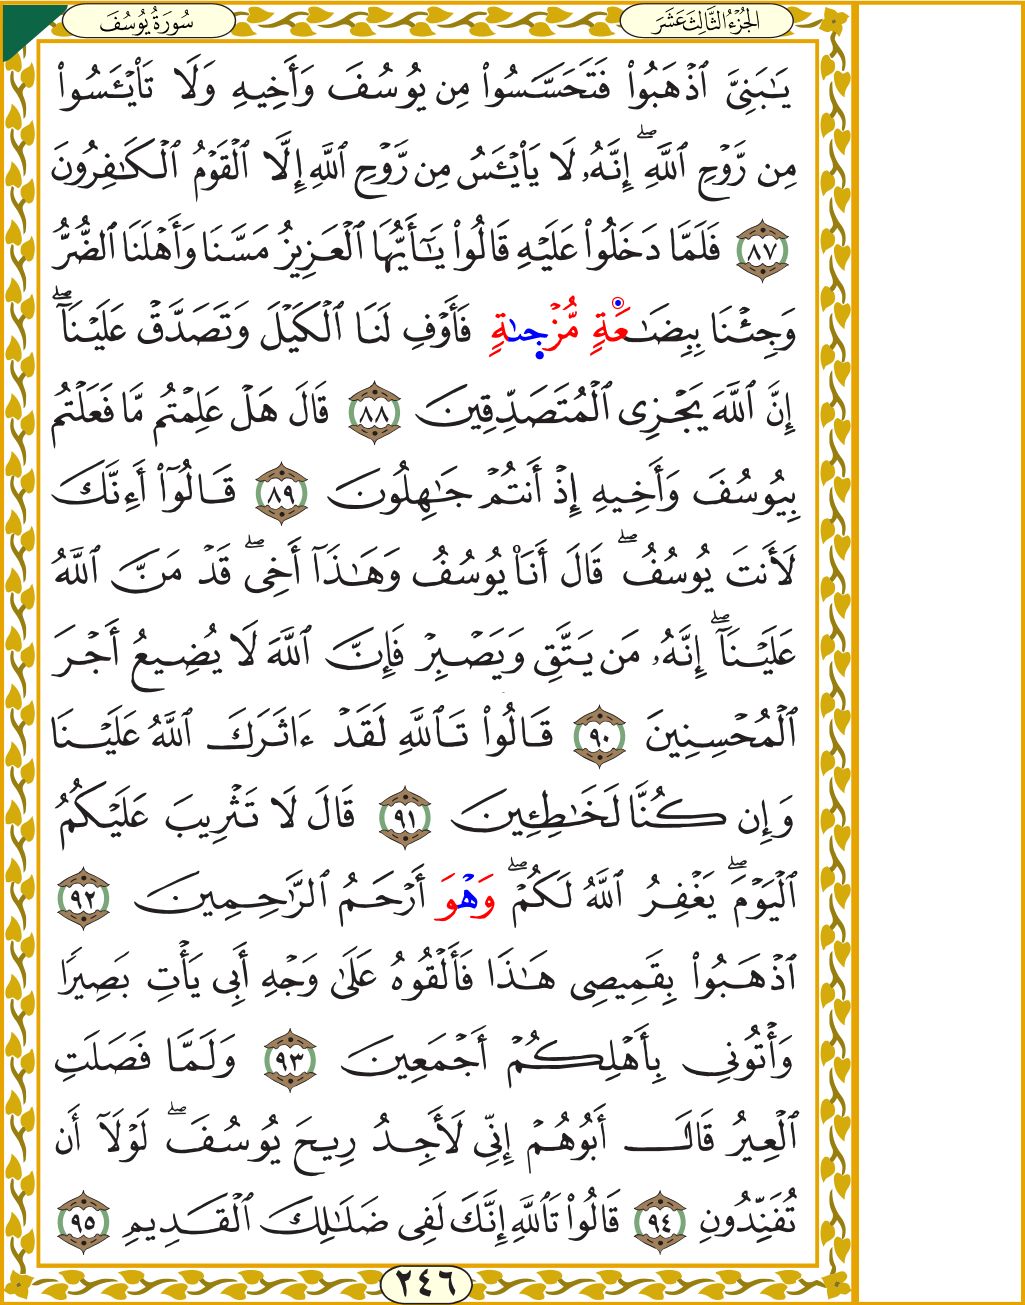 الجُزْءُ الثَّالِثَ عَشَرَ
سُورَةُ يُوسُفَ
يَٰبَنِىَّ ٱذْهَبُوا۟ فَتَحَسَّسُوا۟ مِن يُوسُفَ وَأَخِيهِ وَلَا تَا۟يْـَٔسُوا۟
مِن رَّوْحِ ٱللَّهِ ۖ إِنَّهُۥ لَا يَا۟يْـَٔسُ مِن رَّوْحِ ٱللَّهِ إِلَّا ٱلْقَوْمُ ٱلْكَٰفِرُونَ
٨٧ فَلَمَّا دَخَلُوا۟ عَلَيْهِ قَالُوا۟ يَٰٓأَيُّهَا ٱلْعَزِيزُ مَسَّنَا وَأَهْلَنَا ٱلضُّرُّ
وَجِئْنَا بِبِضَٰعَةٍ مُّزْجىٰةٍ فَأَوْفِ لَنَا ٱلْكَيْلَ وَتَصَدَّقْ عَلَيْنَآ ۖ
إِنَّ ٱللَّهَ يَجْزِى ٱلْمُتَصَدِّقِينَ ٨٨ قَالَ هَلْ عَلِمْتُم مَّا فَعَلْتُم
بِيُوسُفَ وَأَخِيهِ إِذْ أَنتُمْ جَٰهِلُونَ ٨٩ قَالُوٓا۟ أَءِنَّكَ
لَأَنتَ يُوسُفُ ۖ قَالَ أَنَا۠ يُوسُفُ وَهَٰذَآ أَخِى ۖ قَدْ مَنَّ ٱللَّهُ
عَلَيْنَآ ۖ إِنَّهُۥ مَن يَتَّقِ وَيَصْبِرْ فَإِنَّ ٱللَّهَ لَا يُضِيعُ أَجْرَ
ٱلْمُحْسِنِينَ ٩٠ قَالُوا۟ تَٱللَّهِ لَقَدْ ءَاثَرَكَ ٱللَّهُ عَلَيْنَا
وَإِن كُنَّا لَخَٰطِـِٔينَ ٩١ قَالَ لَا تَثْرِيبَ عَلَيْكُمُ
ٱلْيَوْمَ ۖ يَغْفِرُ ٱللَّهُ لَكُمْ ۖ وَهْوَ أَرْحَمُ ٱلرَّٰحِمِينَ ٩٢
ٱذْهَبُوا۟ بِقَمِيصِى هَٰذَا فَأَلْقُوهُ عَلَىٰ وَجْهِ أَبِى يَأْتِ بَصِيرًا
وَأْتُونِى بِأَهْلِكُمْ أَجْمَعِينَ ٩٣ وَلَمَّا فَصَلَتِ
ٱلْعِيرُ قَالَ أَبُوهُمْ إِنِّى لَأَجِدُ رِيحَ يُوسُفَ ۖ لَوْلَآ أَن
تُفَنِّدُونِ ٩٤ قَالُوا۟ تَٱللَّهِ إِنَّكَ لَفِى ضَلَٰلِكَ ٱلْقَدِيمِ ٩٥
٢٤٦